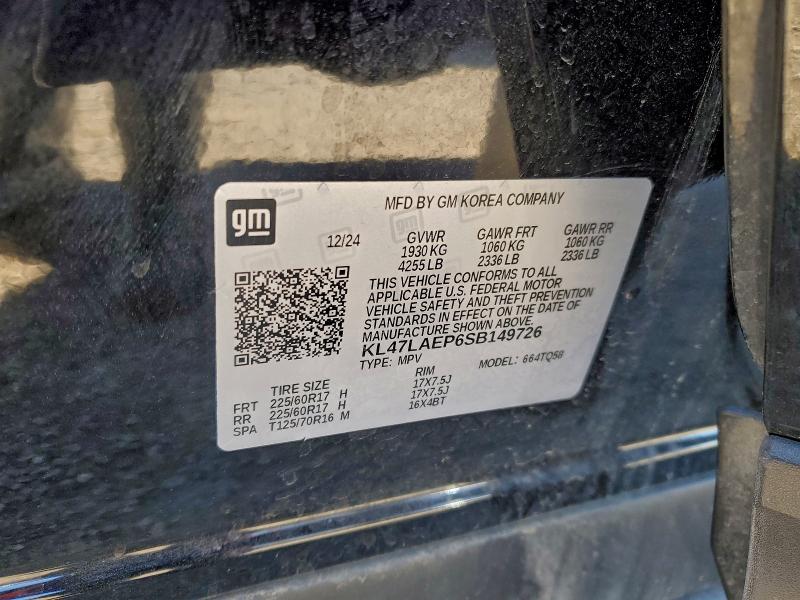 gm
MFD BY GM KOREA COMPANY
12/24
GVWR GAWR FRT GAWR RR
1930 KG 1060 KG 1060 KG
4255 LB 2336 LB 2336 LB
THIS VEHICLE CONFORMS TO ALL
APPLICABLE U.S. FEDERAL MOTOR
VEHICLE SAFETY AND THEFT PREVENTION
STANDARDS IN EFFECT ON THE DATE OF
MANUFACTURE SHOWN ABOVE.
KL47LAEP6SB149726
TYPE: MPV MODEL: 664TQ58
TIRE SIZE RIM
FRT 225/60R17 H 17X7.5J
RR 225/60R17 H 17X7.5J
SPA T125/70R16 M 16X4BT